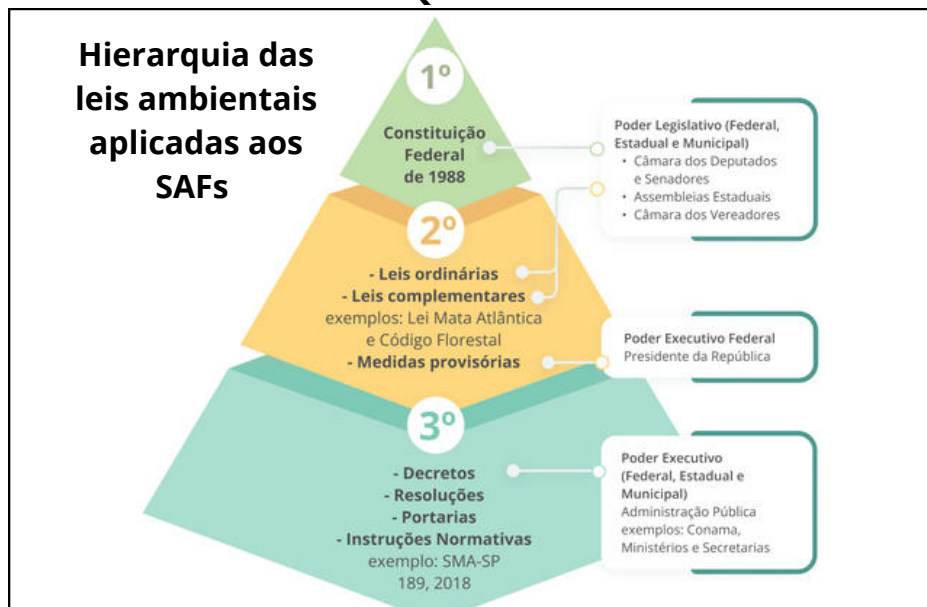 Hierarquia das
leis ambientais
aplicadas aos
SAFs
1º
Constituição
Federal
de 1988
Poder Legislativo (Federal,
Estadual e Municipal)
• Câmara dos Deputados
e Senadores
• Assembleias Estaduais
• Câmara dos Vereadores
2º
- Leis ordinárias
- Leis complementares
exemplos: Lei Mata Atlântica
e Código Florestal
- Medidas provisórias
Poder Executivo Federal
Presidente da República
3º
- Decretos
- Resoluções
- Portarias
- Instruções Normativas
exemplo: SMA-SP
189, 2018
Poder Executivo
(Federal, Estadual e
Municipal)
Administração Pública
exemplos: Conama,
Ministérios e Secretarias